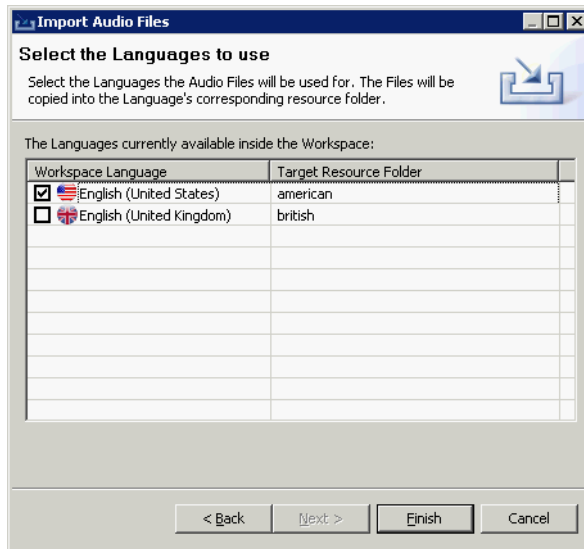 Import Audio Files
Select the Languages to use
Select the Languages the Audio Files will be used for. The Files will be
copied into the Language's corresponding resource folder.
The Languages currently available inside the Workspace:
Workspace Language Target Resource Folder
English (United States) american
English (United Kingdom) british
< Back Next > Finish Cancel